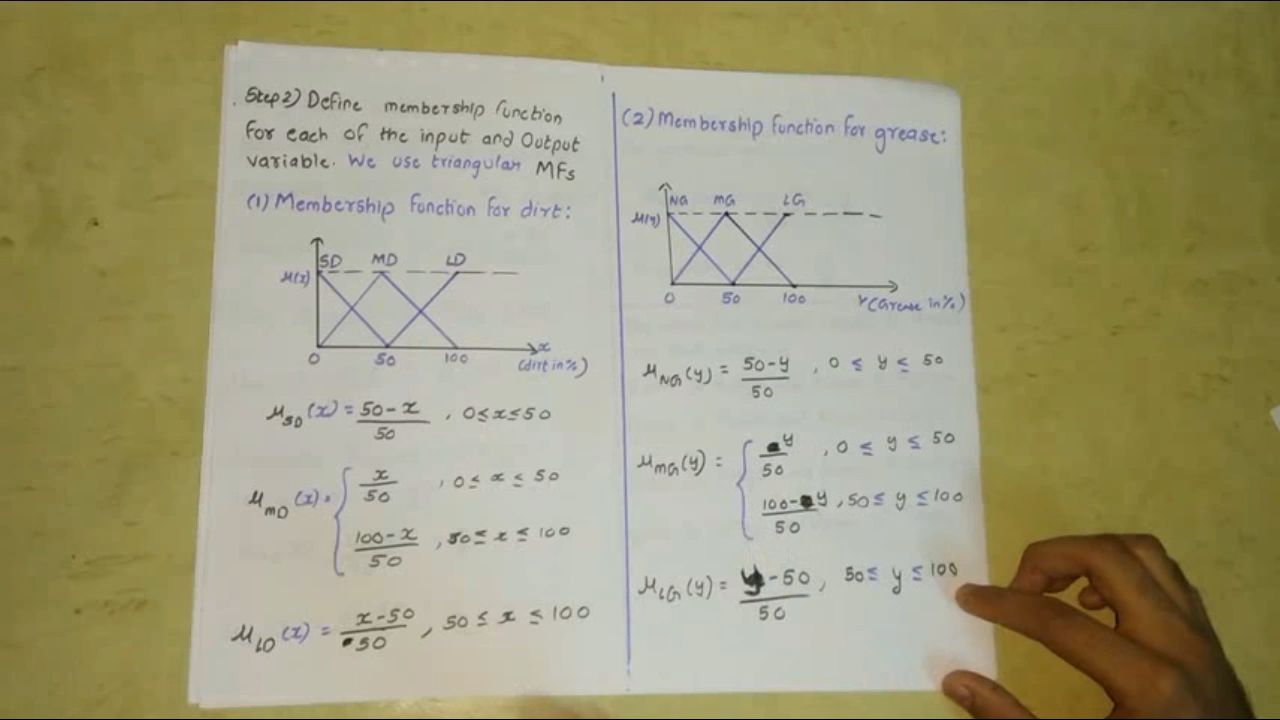 Step 2) Define membership function
for each of the input and Output
variable. We use triangular MFs
(1) Membership function for dirt:
SD MD LD
μ(x)
0 50 100
x
(dirt in %)
μSD(x) = 50-x/50 , 0≤x≤50
μmD(x) = { x/50 , 0≤ x ≤ 50
100-x/50 , 50≤ x ≤ 100
μLD(x) = x-50/50 , 50 ≤ x ≤ 100
(2) Membership function for grease:
NG MG LG
μ(y)
0 50 100
Y (Grease in %)
μNG(y) = 50-y/50 , 0 ≤ y ≤ 50
μmG(y) = { y/50 , 0 ≤ y ≤ 50
100-y/50 , 50≤ y ≤100
μLG(y) = y-50/50 , 50≤ y ≤100